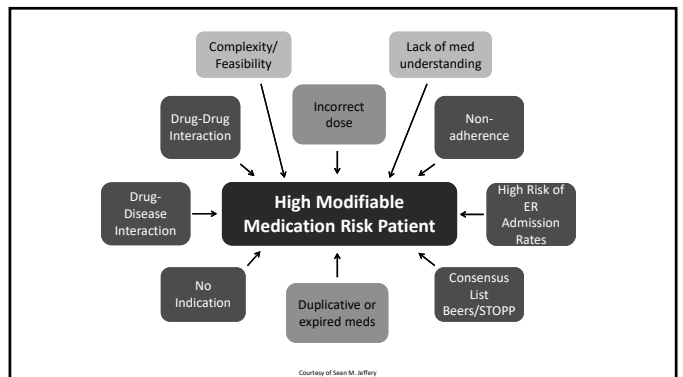 Complexity/
Feasibility
Lack of med
understanding
Incorrect
dose
Drug-Drug
Interaction
Non-
adherence
Drug-
Disease
Interaction
High Modifiable
Medication Risk Patient
High Risk of
ER
Admission
Rates
No
Indication
Duplicative or
expired meds
Consensus
List
Beers/STOPP
Courtesy of Sean M. Jeffery